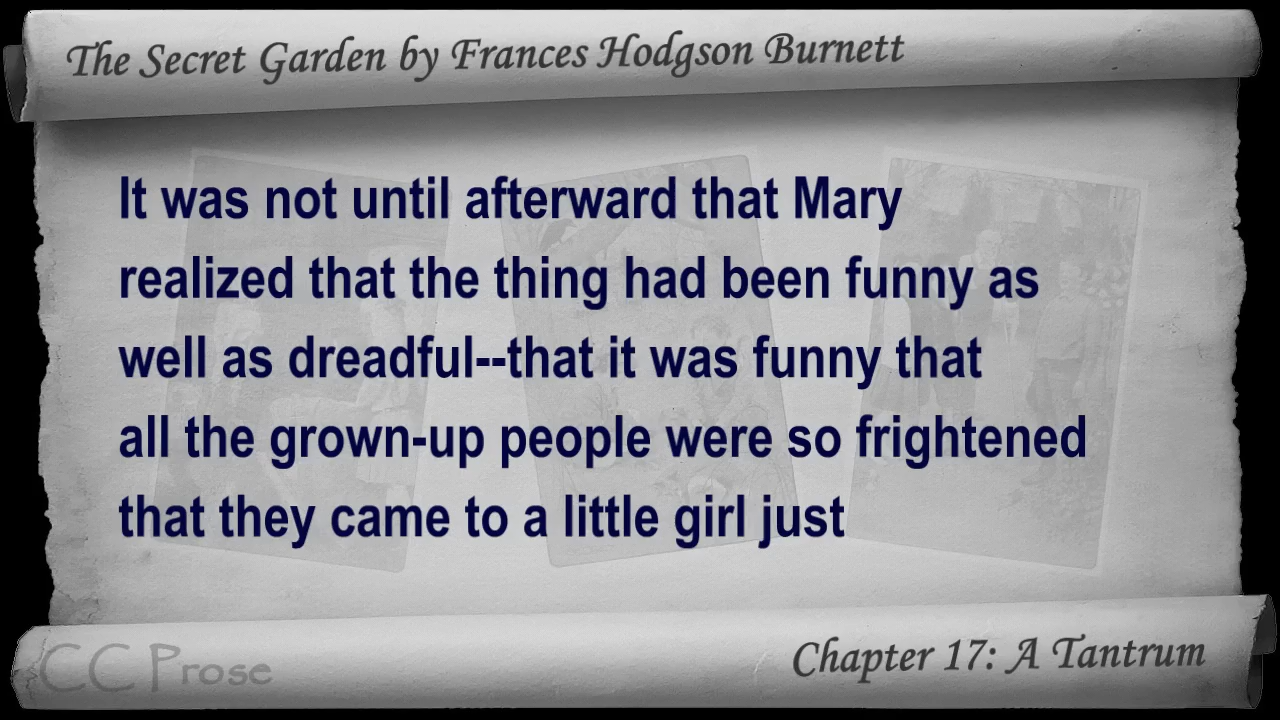 The Secret Garden by Frances Hodgson Burnett
It was not until afterward that Mary
realized that the thing had been funny as
well as dreadful--that it was funny that
all the grown-up people were so frightened
that they came to a little girl just
CC Prose
Chapter 17: A Tantrum